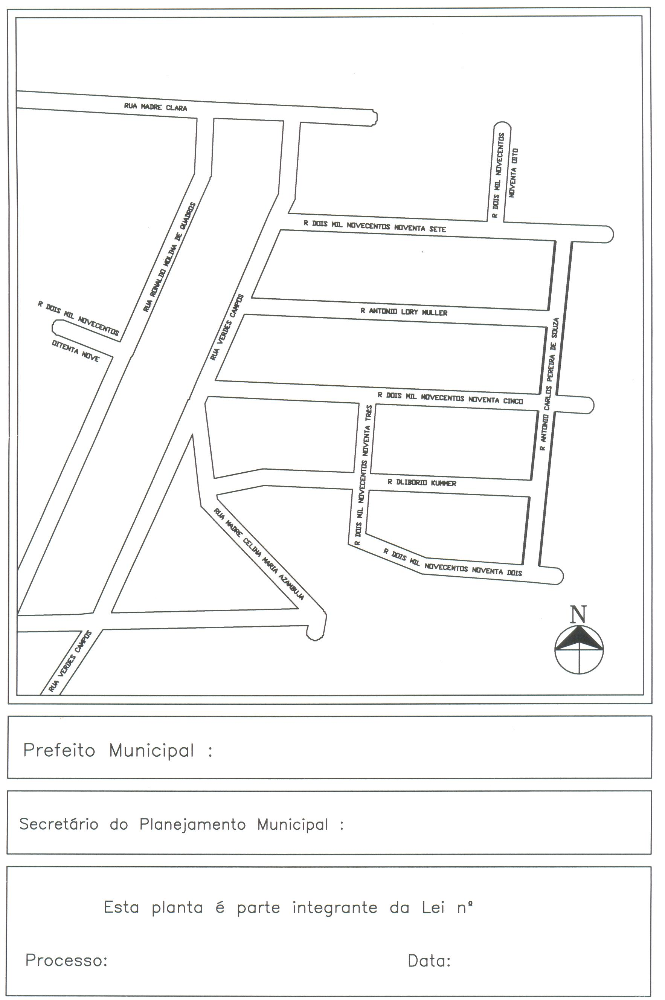 RUA MADRE CLARA
R DOIS MIL NOVECENTOS
NOVENTA OITO
RUA RONALDO MOLINA DE QUADROS
R DOIS MIL NOVECENTOS NOVENTA SETE
R DOIS MIL NOVECENTOS
OITENTA NOVE
RUA VERDES CAMPOS
R ANTONIO LORY MULLER
R ANTONIO CARLOS PEREIRA DE SOUZA
R DOIS MIL NOVECENTOS NOVENTA CINCO
R DOIS MIL NOVECENTOS NOVENTA TRES
R DLIBORIO KUMMER
RUA MADRE CELINA MARIA AZAMBUJA
R DOIS MIL NOVECENTOS NOVENTA DOIS
N
RUA VERDES CAMPOS
Prefeito Municipal :
Secretário do Planejamento Municipal :
Esta planta é parte integrante da Lei nº
Processo: Data: